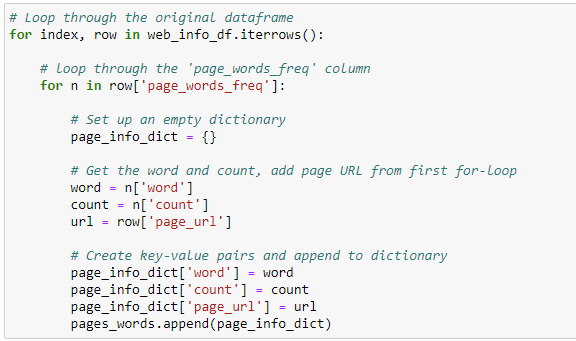 # Loop through the original dataframe
for index, row in web_info_df.iterrows():
# loop through the 'page_words_freq' column
for n in row['page_words_freq']:
# Set up an empty dictionary
page_info_dict = {}
# Get the word and count, add page URL from first for-loop
word = n['word']
count = n['count']
url = row['page_url']
# Create key-value pairs and append to dictionary
page_info_dict['word'] = word
page_info_dict['count'] = count
page_info_dict['page_url'] = url
pages_words.append(page_info_dict)